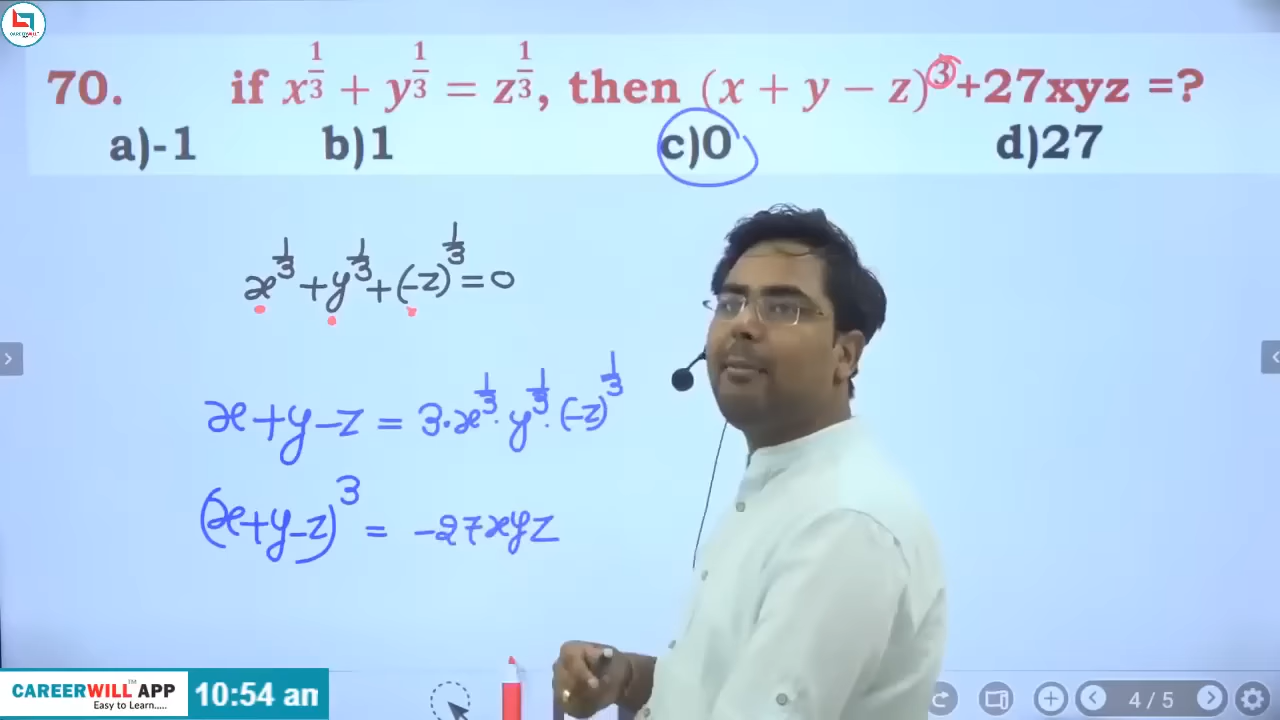 CAREERWILL
70. if x^{1/3} + y^{1/3} = z^{1/3}, then (x + y − z)^3+27xyz =?
a)-1 b)1 c)0 d)27
x^{1/3} + y^{1/3} + (-z)^{1/3} = 0
x+y-z = 3·x^{1/3}·y^{1/3}·(-z)^{1/3}
(x+y-z)^3 = -27xyz
CAREERWILL™ APP
Easy to Learn.....
10:54 an
4 / 5